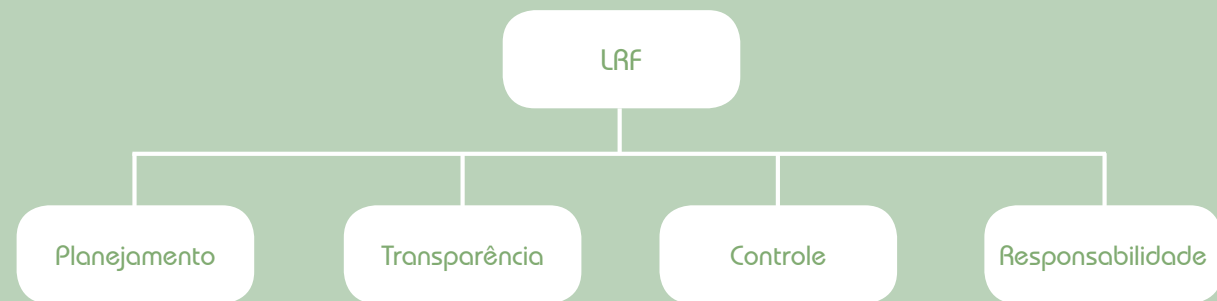 LRF
Planejamento
Transparência
Controle
Responsabilidade